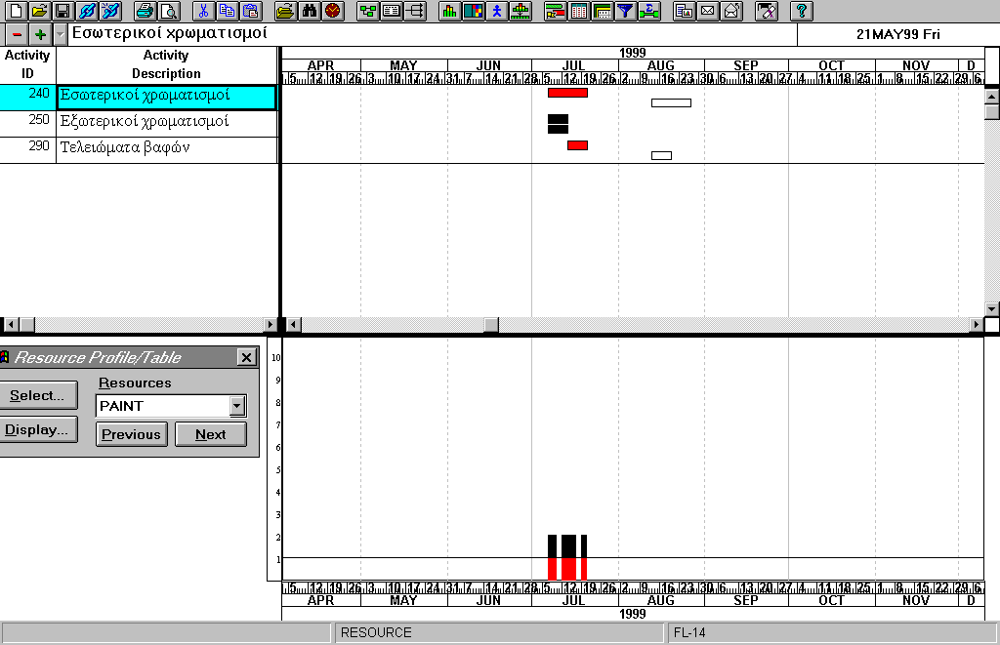 Εσωτερικοί χρωματισμοί
21MAY99 Fri
Activity ID
Activity Description
1999
APR MAY JUN JUL AUG SEP OCT NOV D
5 12 19 26 3 10 17 24 31 7 14 21 28 5 12 19 26 2 9 16 23 30 6 13 20 27 4 11 18 25 1 8 15 22 29 6
240 Εσωτερικοί χρωματισμοί
250 Εξωτερικοί χρωματισμοί
290 Τελειώματα βαφών
Resource Profile/Table
Resources
Select...
PAINT
Display...
Previous
Next
10
9
8
7
6
5
4
3
2
1
5 12 19 26 3 10 17 24 31 7 14 21 28 5 12 19 26 2 9 16 23 30 6 13 20 27 4 11 18 25 1 8 15 22 29 6
APR MAY JUN JUL AUG SEP OCT NOV D
1999
RESOURCE
FL-14